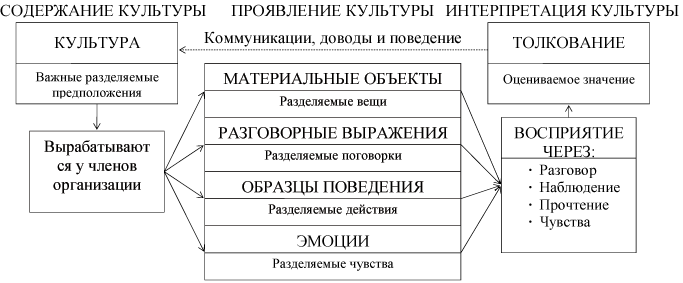 СОДЕРЖАНИЕ КУЛЬТУРЫ
ПРОЯВЛЕНИЕ КУЛЬТУРЫ
ИНТЕРПРЕТАЦИЯ КУЛЬТУРЫ
КУЛЬТУРА
Важные разделяемые
предположения
Коммуникации, доводы и поведение
ТОЛКОВАНИЕ
Оцениваемое значение
Вырабатывают
ся у членов
организации
МАТЕРИАЛЬНЫЕ ОБЪЕКТЫ
Разделяемые вещи
РАЗГОВОРНЫЕ ВЫРАЖЕНИЯ
Разделяемые поговорки
ОБРАЗЦЫ ПОВЕДЕНИЯ
Разделяемые действия
ЭМОЦИИ
Разделяемые чувства
ВОСПРИЯТИЕ
ЧЕРЕЗ:
· Разговор
· Наблюдение
· Прочтение
· Чувства